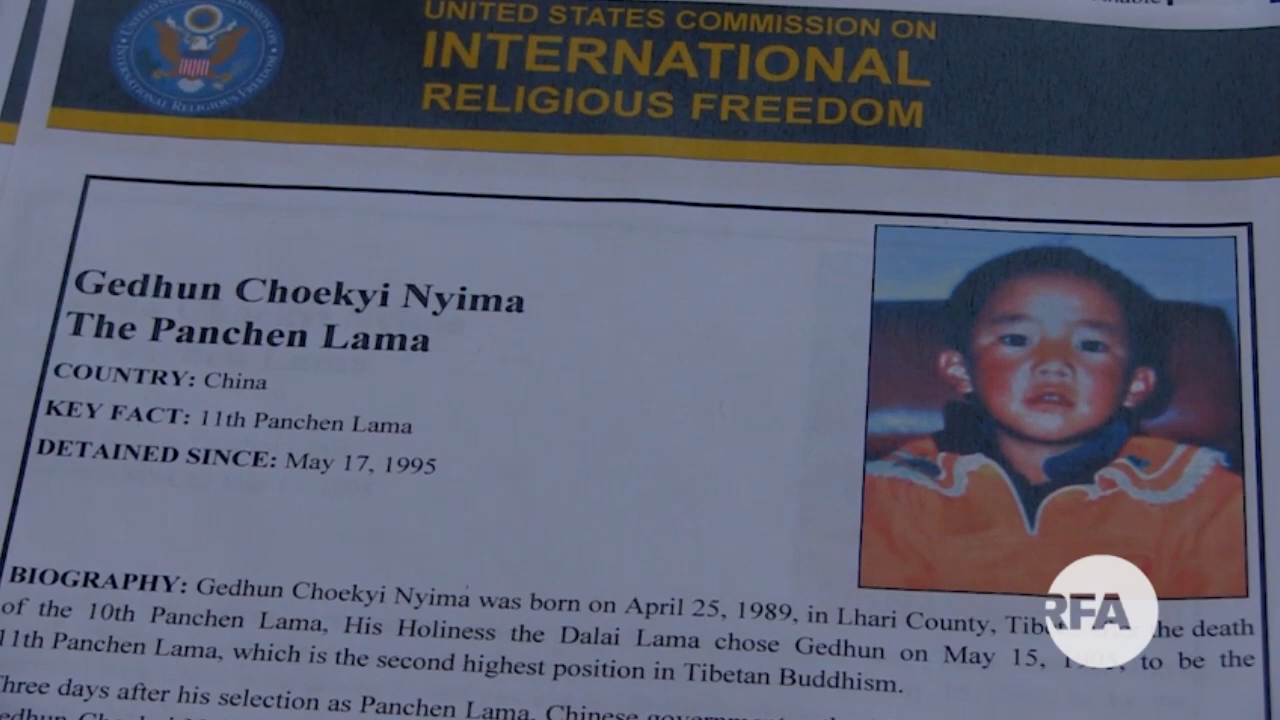 UNITED STATES COMMISSION ON
INTERNATIONAL
RELIGIOUS FREEDOM
Gedhun Choekyi Nyima
The Panchen Lama
COUNTRY: China
KEY FACT: 11th Panchen Lama
DETAINED SINCE: May 17, 1995
BIOGRAPHY: Gedhun Choekyi Nyima was born on April 25, 1989, in Lhari County, the death
of the 10th Panchen Lama, His Holiness the Dalai Lama chose Gedhun on May 15, to be the
11th Panchen Lama, which is the second highest position in Tibetan Buddhism.
Three days after his selection as Panchen Lama, Chinese
RFA